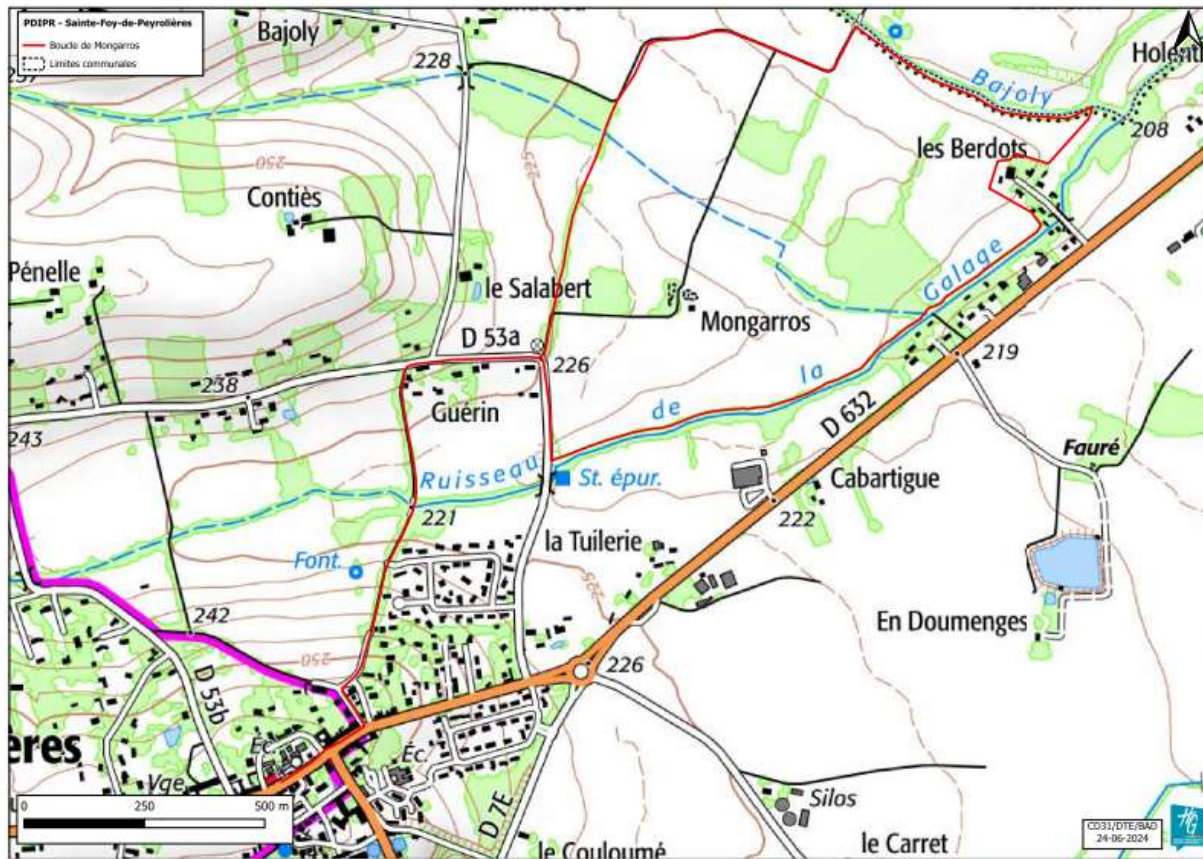 PDIPR - Sainte-Foy-de-Peyrolières
Boucle de Mongarros
Limites communales
Bajoly
228
Bajoly
208
les Berdots
250
225
Contiès
Pénelle
le Salabert
Mongarros
Galage
la
de
Ruisseau
D 53a
226
219
238
Guérin
243
D 632
Fauré
St. épur.
Cabartigue
221
222
la Tuilerie
Font.
225
En Doumenges
242
250
226
D 53b
ères
Éc.
Éc.
Vge
D 7E
Silos
le Couloumé
le Carret
0 250 500 m
CD31/DTE/BAD
24-06-2024